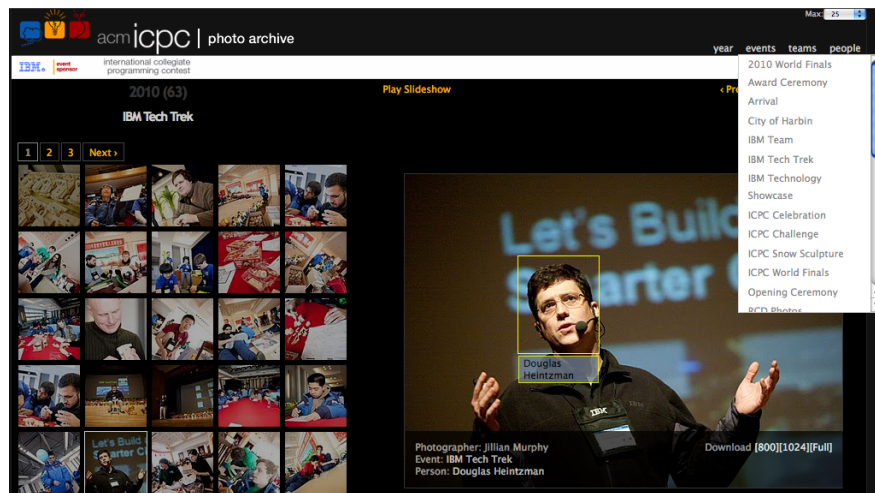 Max: 25
acm icpc | photo archive
year events teams people
IBM. event sponsor
international collegiate programming contest
2010 (63)
Play Slideshow
‹ Pr
IBM Tech Trek
1 2 3 Next ›
2010 World Finals
Award Ceremony
Arrival
City of Harbin
IBM Team
IBM Tech Trek
IBM Technology
Showcase
ICPC Celebration
ICPC Challenge
ICPC Snow Sculpture
ICPC World Finals
Opening Ceremony
RCD Photos
Let's Build
Smarter C
Douglas
Heintzman
IBM
Photographer: Jillian Murphy
Event: IBM Tech Trek
Person: Douglas Heintzman
Download [800][1024][Full]